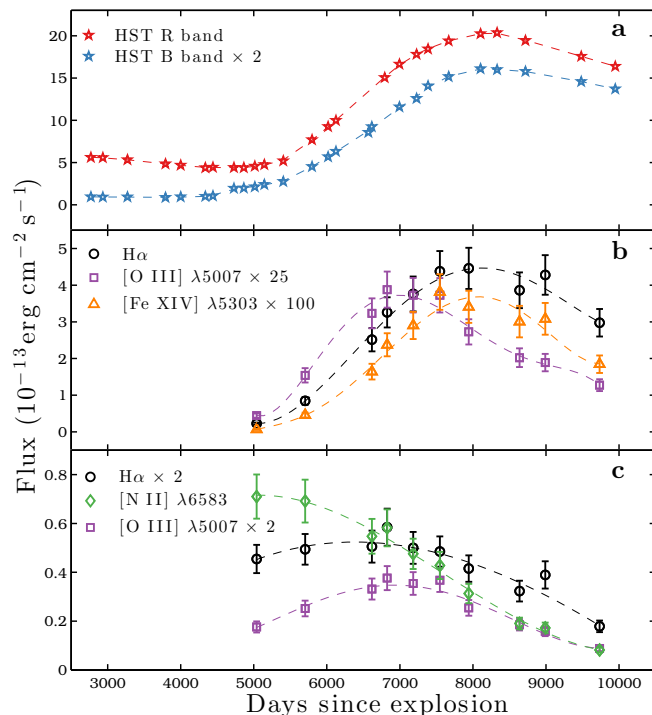 a
HST R band
HST B band × 2
20
15
10
5
0
b
Hα
[O III] λ5007 × 25
[Fe XIV] λ5303 × 100
5
4
3
2
1
0
c
Hα × 2
[N II] λ6583
[O III] λ5007 × 2
0.8
0.6
0.4
0.2
0
3000 4000 5000 6000 7000 8000 9000 10000
Days since explosion
Flux (10⁻¹³ erg cm⁻² s⁻¹)